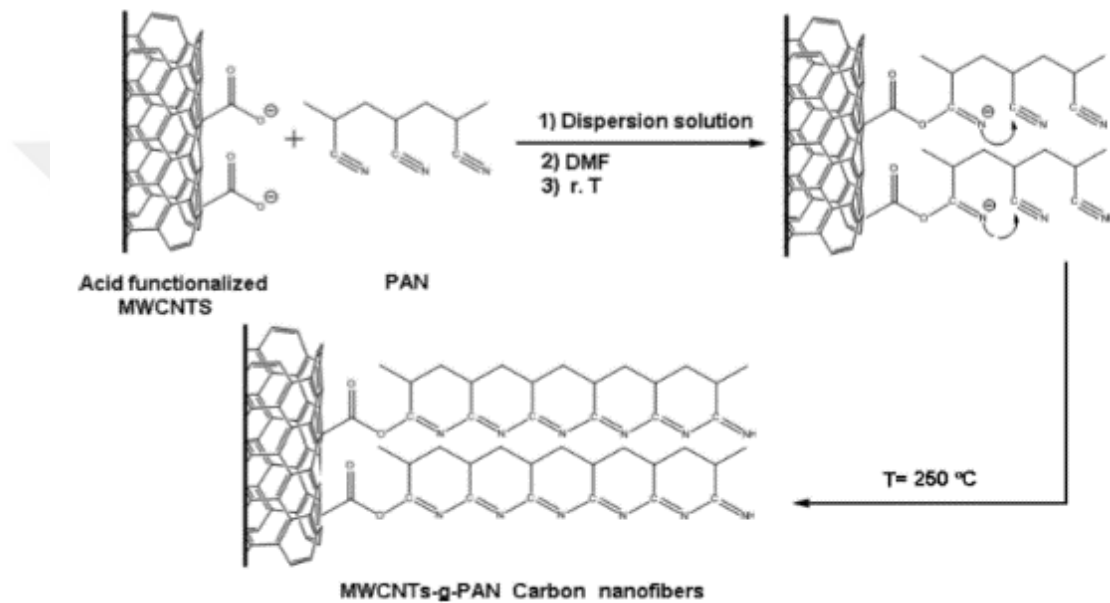 1) Dispersion solution
2) DMF
3) r. T
Acid functionalized
MWCNTS
PAN
T= 250 ºC
MWCNTs-g-PAN Carbon nanofibers